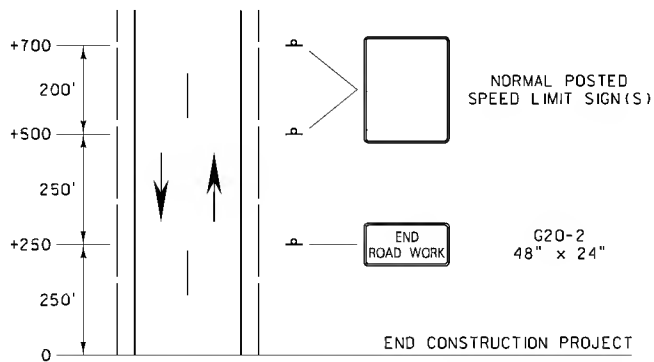 +700
200'
+500
250'
+250
250'
0
NORMAL POSTED
SPEED LIMIT SIGN(S)
END
ROAD WORK
G20-2
48" x 24"
END CONSTRUCTION PROJECT